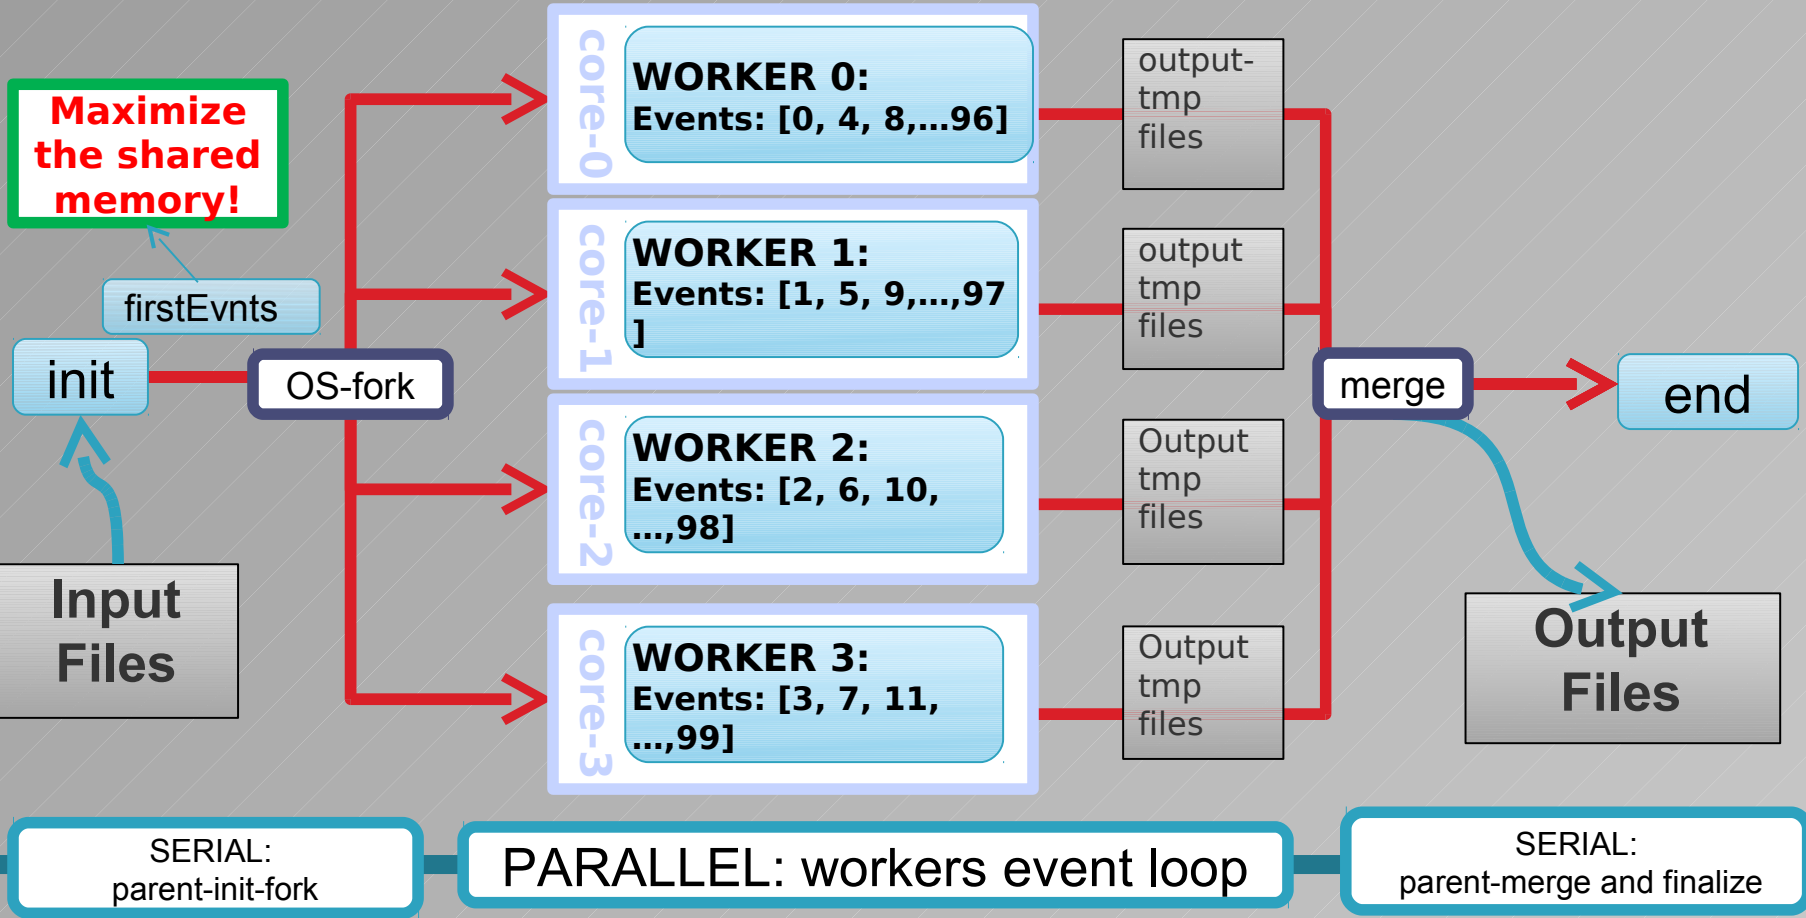 Maximize
the shared
memory!
firstEvnts
init
OS-fork
Input
Files
core-0
WORKER 0:
Events: [0, 4, 8,...96]
core-1
WORKER 1:
Events: [1, 5, 9,...,97
]
core-2
WORKER 2:
Events: [2, 6, 10,
...,98]
core-3
WORKER 3:
Events: [3, 7, 11,
...,99]
output-
tmp
files
output
tmp
files
Output
tmp
files
Output
tmp
files
merge
end
Output
Files
SERIAL:
parent-init-fork
PARALLEL: workers event loop
SERIAL:
parent-merge and finalize